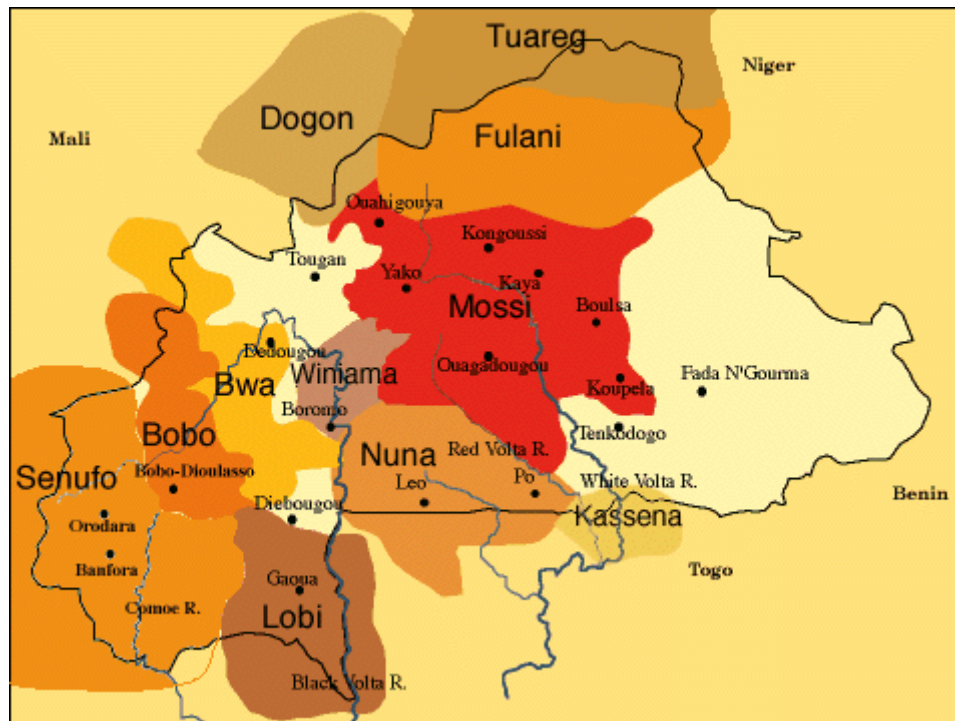 Tuareg
Niger
Dogon
Mali
Fulani
Ouahigouya
Kongoussi
Tougan
Yako
Kaya
Mossi
Boulsa
Dedougou
Ouagadougou
Winiama
Bwa
Koupela
Fada N'Gourma
Boromo
Bobo
Tenkodogo
Nuna
Red Volta R.
Senufo
Bobo-Dioulasso
Leo
Po
White Volta R.
Benin
Diebougou
Kassena
Orodara
Banfora
Togo
Gaoua
Comoe R.
Lobi
Black Volta R.